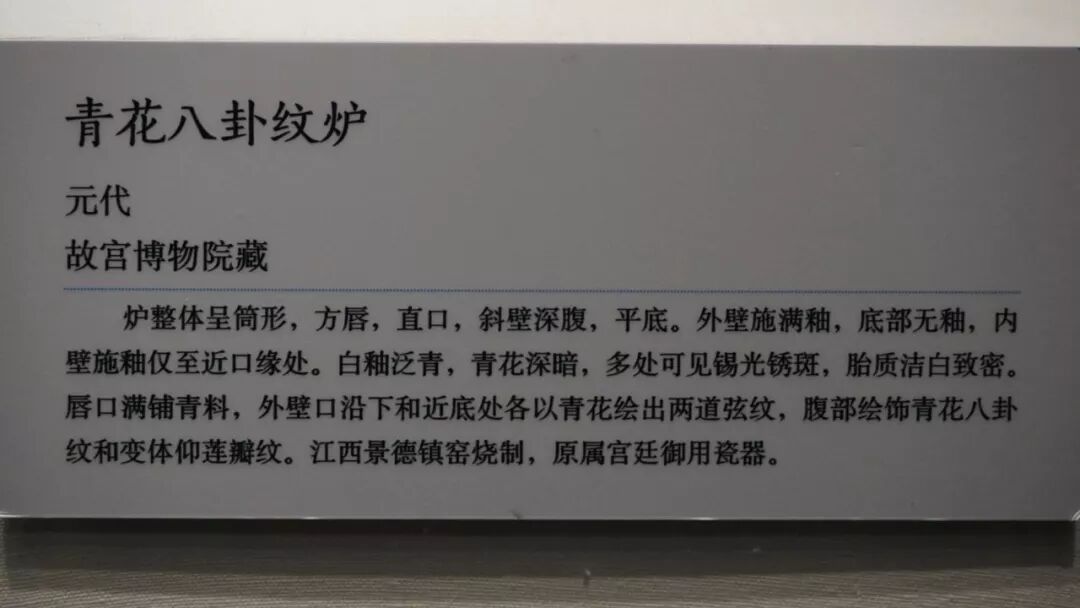 青花八卦纹炉
元代
故宫博物院藏
炉整体呈筒形，方唇，直口，斜壁深腹，平底。外壁施满釉，底部无釉，内
壁施釉仅至近口缘处。白釉泛青，青花深暗，多处可见锡光锈斑，胎质洁白致密。
唇口满铺青料，外壁口沿下和近底处各以青花绘出两道弦纹，腹部绘饰青花八卦
纹和变体仰莲瓣纹。江西景德镇窑烧制，原属宫廷御用瓷器。